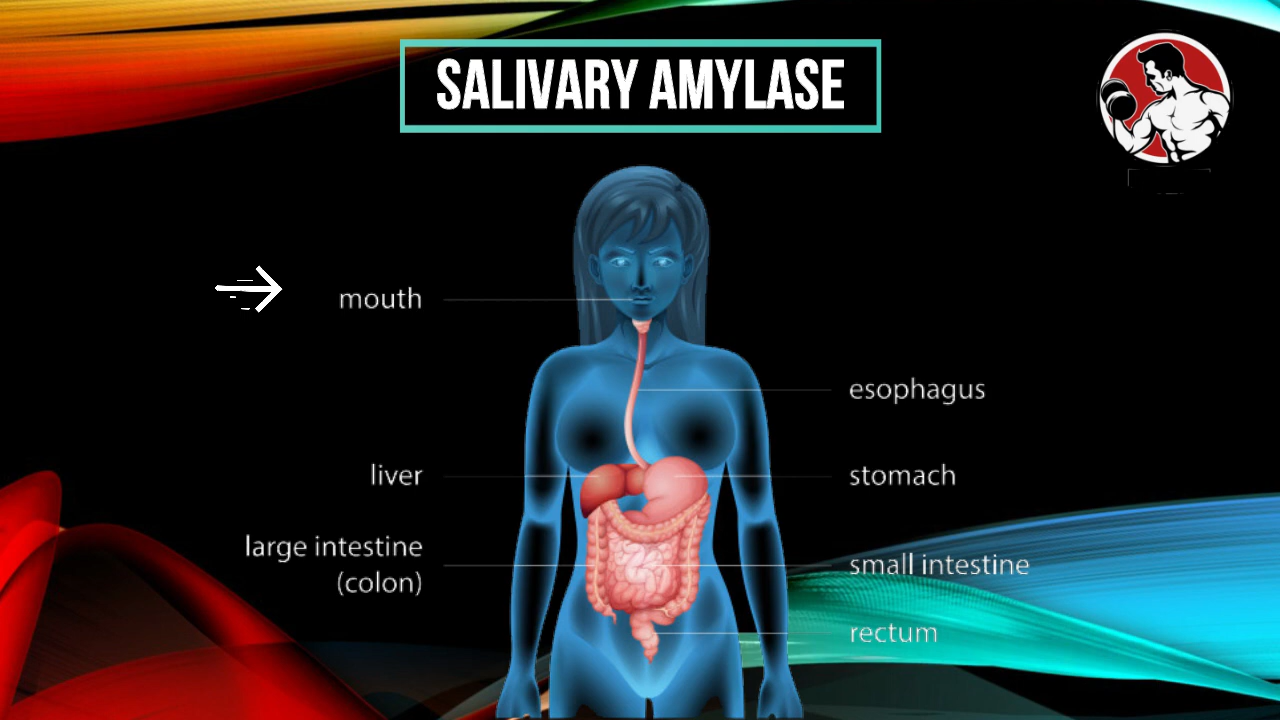 SALIVARY AMYLASE
mouth
esophagus
liver
stomach
large intestine
(colon)
small intestine
rectum